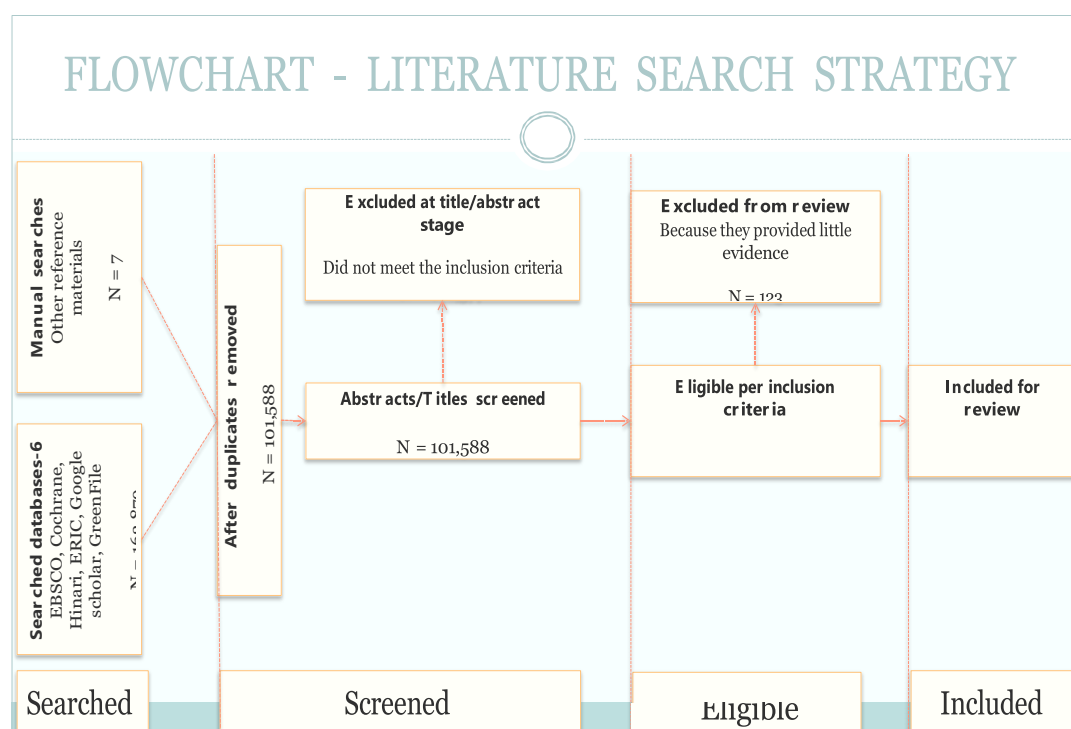 FLOWCHART - LITERATURE SEARCH STRATEGY
Manual searches
Other reference
materials
N = 7
Searched databases-6
EBSCO, Cochrane,
Hinari, ERIC, Google
scholar, GreenFile
After duplicates removed
N = 101,588
Excluded at title/abstract
stage
Did not meet the inclusion criteria
Abstracts/Titles screened
N = 101,588
Excluded from review
Because they provided little
evidence
N = 123
Eligible per inclusion
criteria
Included for
review
Searched
Screened
Eligible
Included